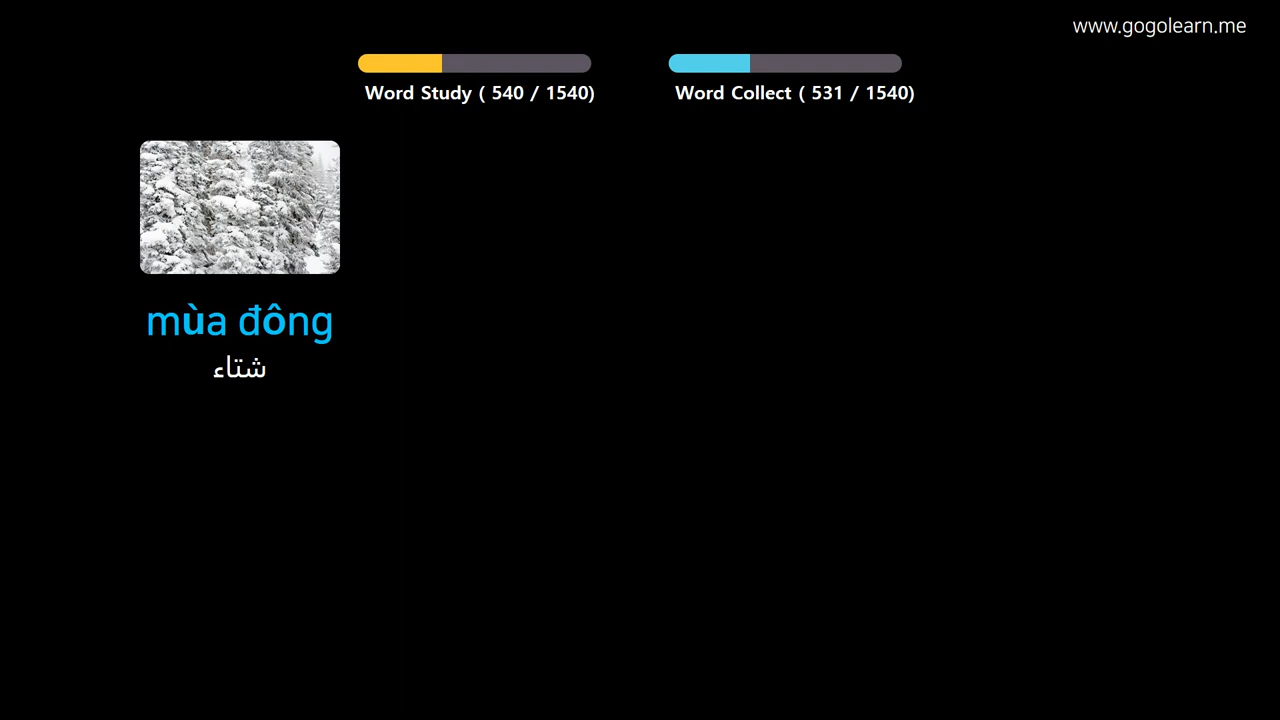 www.gogolearn.me
Word Study ( 540 / 1540)
Word Collect ( 531 / 1540)
mùa đông
شتاء